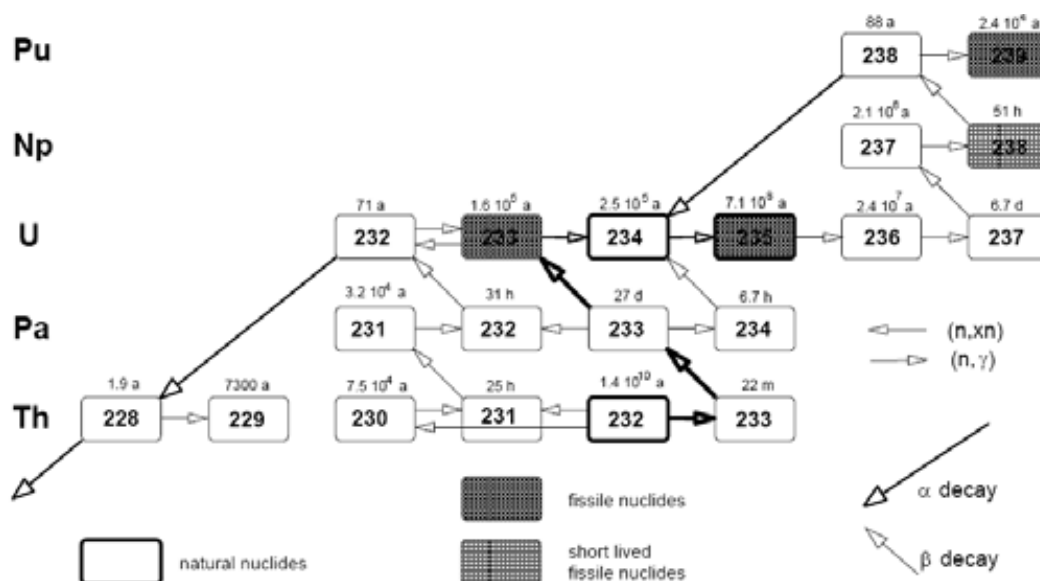 88 a 2.4 10⁴ a
Pu 238 239
2.1 10⁶ a 51 h
Np 237 238
71 a 1.6 10⁵ a 2.5 10⁵ a 7.1 10⁸ a 2.4 10⁷ a 6.7 d
U 232 233 234 235 236 237
3.2 10⁴ a 31 h 27 d 6.7 h
Pa 231 232 233 234
(n,xn)
(n,γ)
1.9 a 7300 a 7.5 10⁴ a 25 h 1.4 10¹⁰ a 22 m
Th 228 229 230 231 232 233
fissile nuclides
α decay
natural nuclides
short lived
fissile nuclides
β decay